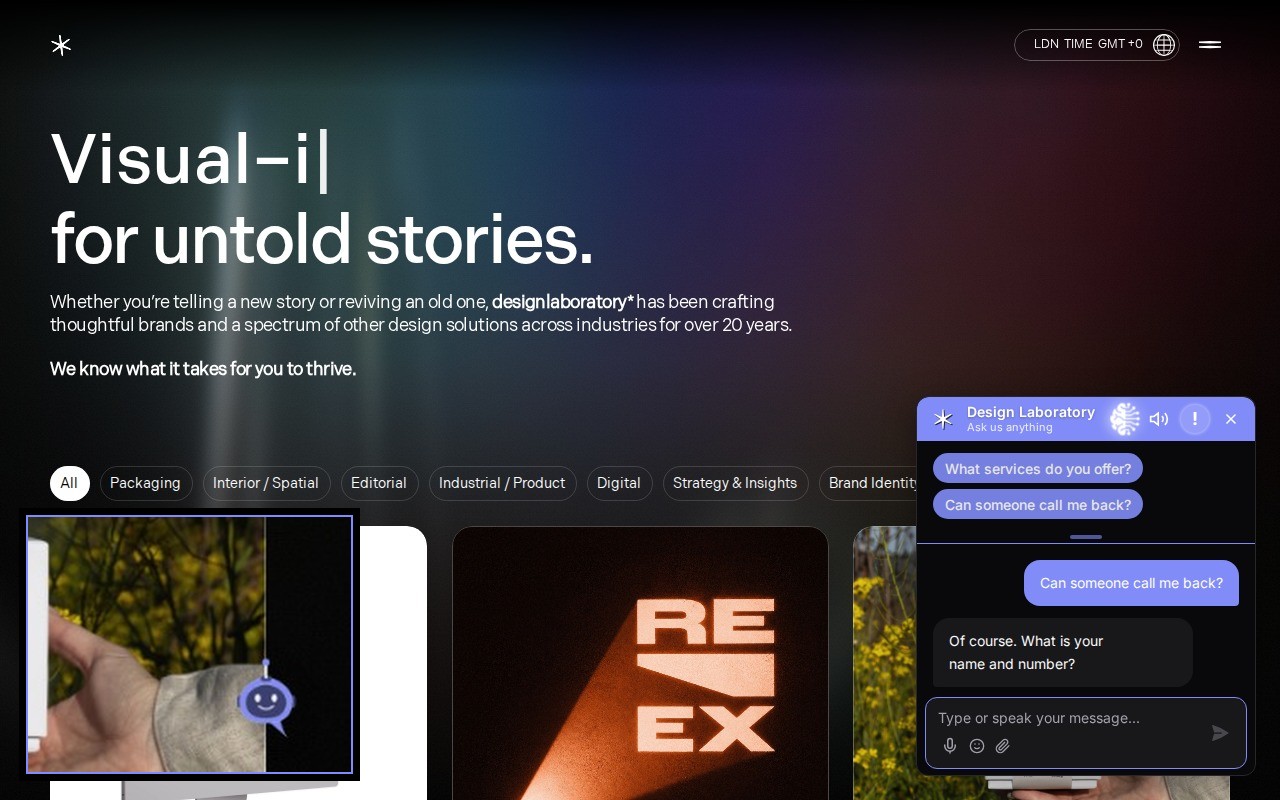 LDN TIME GMT +0
Visual-i|
for untold stories.
Whether you're telling a new story or reviving an old one, designlaboratory* has been crafting
thoughtful brands and a spectrum of other design solutions across industries for over 20 years.
We know what it takes for you to thrive.
All
Packaging
Interior / Spatial
Editorial
Industrial / Product
Digital
Strategy & Insights
Brand Identity
RE
EX
Design Laboratory
Ask us anything
!
What services do you offer?
Can someone call me back?
Can someone call me back?
Of course. What is your
name and number?
Type or speak your message...